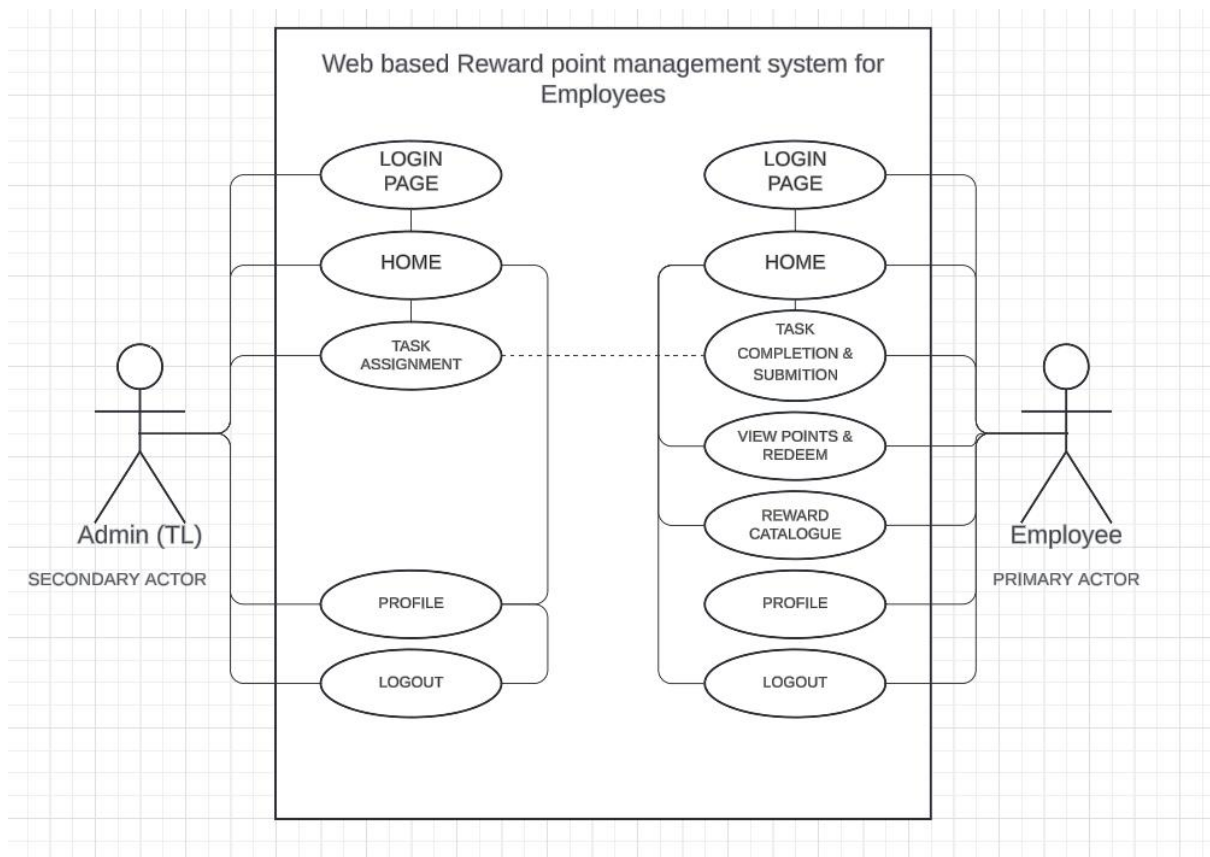 Web based Reward point management system for
Employees
LOGIN
PAGE
LOGIN
PAGE
HOME
HOME
TASK
ASSIGNMENT
TASK
COMPLETION &
SUBMITION
VIEW POINTS &
REDEEM
REWARD
CATALOGUE
Admin (TL)
Employee
SECONDARY ACTOR
PRIMARY ACTOR
PROFILE
PROFILE
LOGOUT
LOGOUT